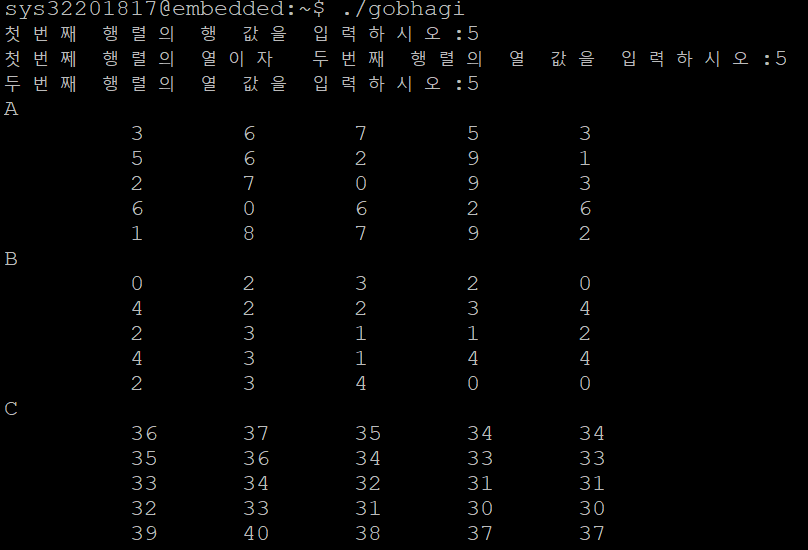 sys32201817@embedded:~$ ./gobhagi
첫번째 행렬의 행 값을 입력하시오:5
첫번째 행렬의 열이자 두번째 행렬의 열 값을 입력하시오:5
두번째 행렬의 열 값을 입력하시오:5
A
3 6 7 5 3
5 6 2 9 1
2 7 0 9 3
6 0 6 2 6
1 8 7 9 2
B
0 2 3 2 0
4 2 2 3 4
2 3 1 1 2
4 3 1 4 4
2 3 4 0 0
C
36 37 35 34 34
35 36 34 33 33
33 34 32 31 31
32 33 31 30 30
39 40 38 37 37